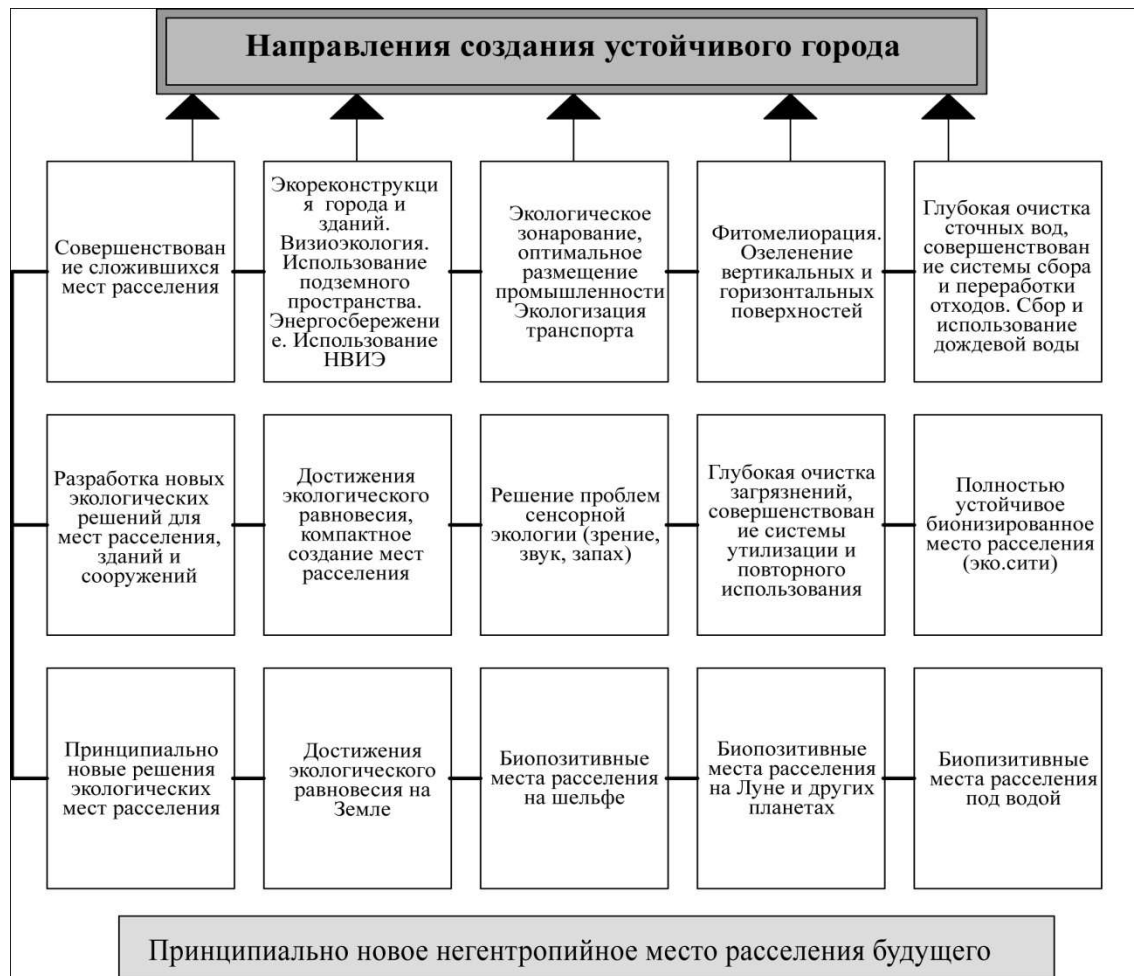 Направления создания устойчивого города
Совершенствован
ие сложившихся
мест расселения
Экореконструкци
я города и
зданий.
Визиоэкология.
Использование
подземного
пространства.
Энергосбережени
е. Использование
НВИЭ
Экологическое
зонарование,
оптимальное
размещение
промышленности
Экологизация
транспорта
Фитомелиорация.
Озеленение
вертикальных и
горизонтальных
поверхностей
Глубокая очистка
сточных вод,
совершенствован
ие системы сбора
и переработки
отходов. Сбор и
использование
дождевой воды
Разработка новых
экологических
решений для
мест расселения,
зданий и
сооружений
Достижения
экологического
равновесия,
компактное
создание мест
расселения
Решение проблем
сенсорной
экологии (зрение,
звук, запах)
Глубокая очистка
загрязнений,
совершенствован
ие системы
утилизации и
повторного
использования
Полностью
устойчивое
бионизированное
место расселения
(эко.сити)
Принципиально
новые решения
экологических
мест расселения
Достижения
экологического
равновесия на
Земле
Биопозитивные
места расселения
на шельфе
Биопозитивные
места расселения
на Луне и других
планетах
Биопизитивные
места расселения
под водой
Принципиально новое негентропийное место расселения будущего